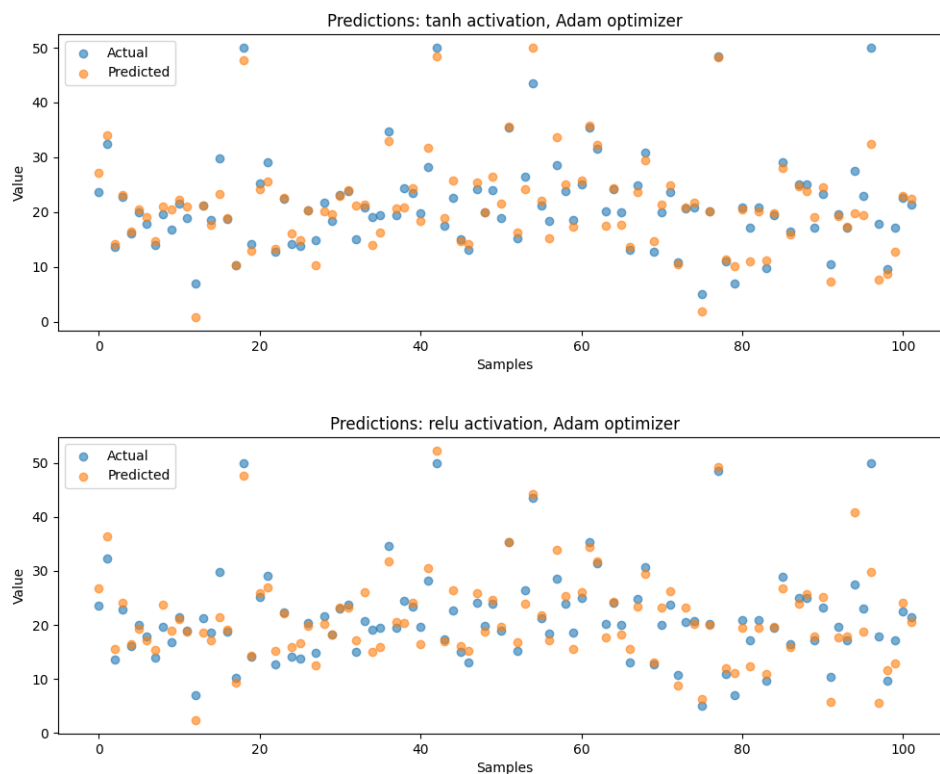 Predictions: tanh activation, Adam optimizer
50
Actual
Predicted
40
30
Value
20
10
0
0 20 40 60 80 100
Samples
Predictions: relu activation, Adam optimizer
50
Actual
Predicted
40
30
Value
20
10
0
0 20 40 60 80 100
Samples